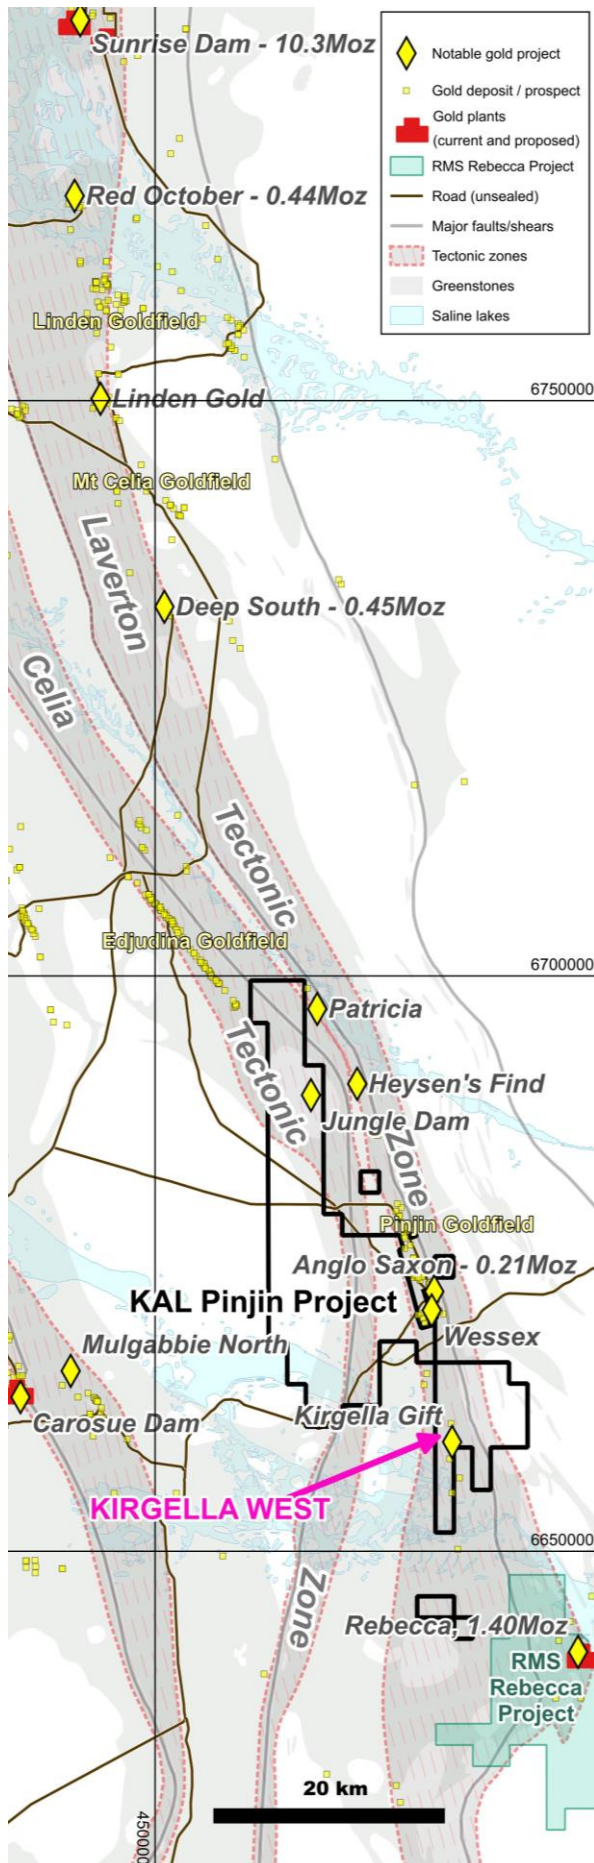 Sunrise Dam - 10.3Moz
Notable gold project
Gold deposit / prospect
Gold plants
(current and proposed)
RMS Rebecca Project
Road (unsealed)
Major faults/shears
Tectonic zones
Greenstones
Saline lakes
Red October - 0.44Moz
Linden Goldfield
Linden Gold
6750000
Mt Celia Goldfield
Laverton
Deep South - 0.45Moz
Celia
Tectonic
Edjudina Goldfield
6700000
Patricia
Tectonic
Heysen's Find
Jungle Dam
Zone
Pinjin Goldfield
Anglo Saxon - 0.21Moz
KAL Pinjin Project
Wessex
Mulgabbie North
Carosue Dam
Kirgella Gift
KIRGELLA WEST
6650000
Zone
Rebecca, 1.40Moz
RMS
Rebecca
Project
20 km
450000